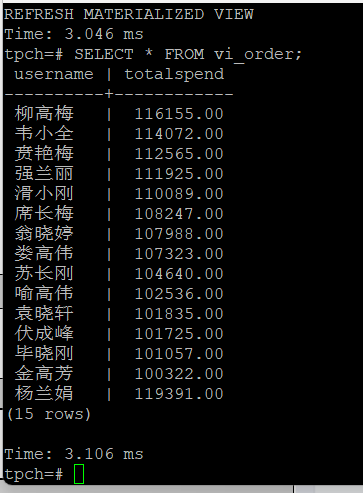 REFRESH MATERIALIZED VIEW
Time: 3.046 ms
tpch=# SELECT * FROM vi_order;
 username | totalspend
----------+------------
 柳高梅   |  116155.00
 韦小全   |  114072.00
 贲艳梅   |  112565.00
 强兰丽   |  111925.00
 滑小刚   |  110089.00
 席长梅   |  108247.00
 翁晓婷   |  107988.00
 娄高伟   |  107323.00
 苏长刚   |  104640.00
 喻高伟   |  102536.00
 袁晓轩   |  101835.00
 伏成峰   |  101725.00
 毕晓刚   |  101057.00
 金高芳   |  100322.00
 杨兰娟   |  119391.00
(15 rows)

Time: 3.106 ms
tpch=#